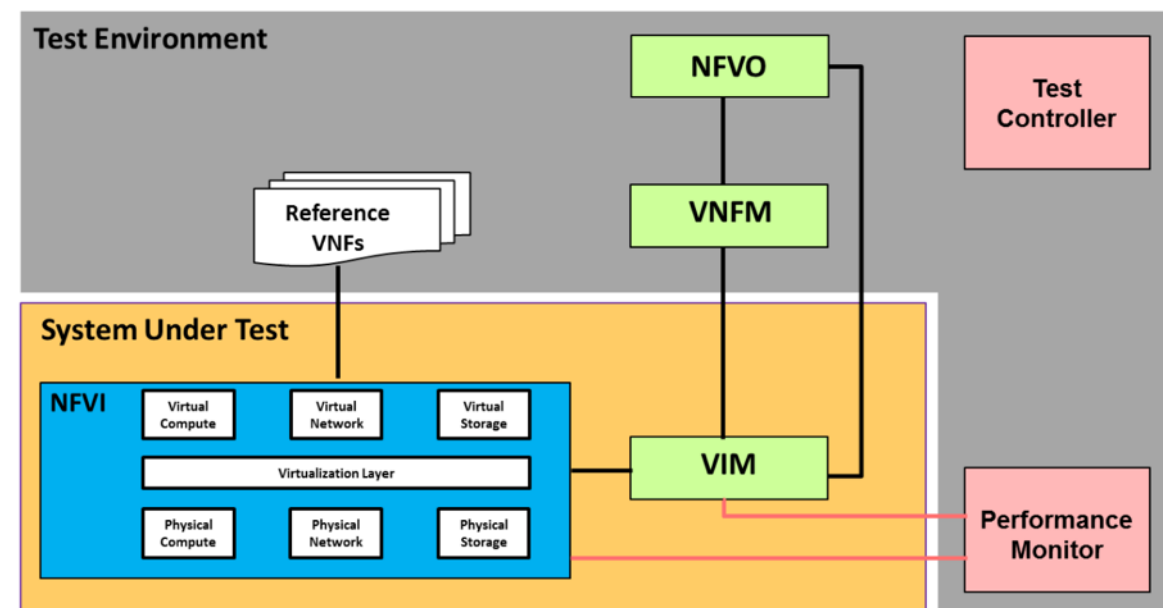 Test Environment
NFVO
Test
Controller
Reference
VNFs
VNFM
System Under Test
NFVI
Virtual
Compute
Virtual
Network
Virtual
Storage
Virtualization Layer
VIM
Physical
Compute
Physical
Network
Physical
Storage
Performance
Monitor